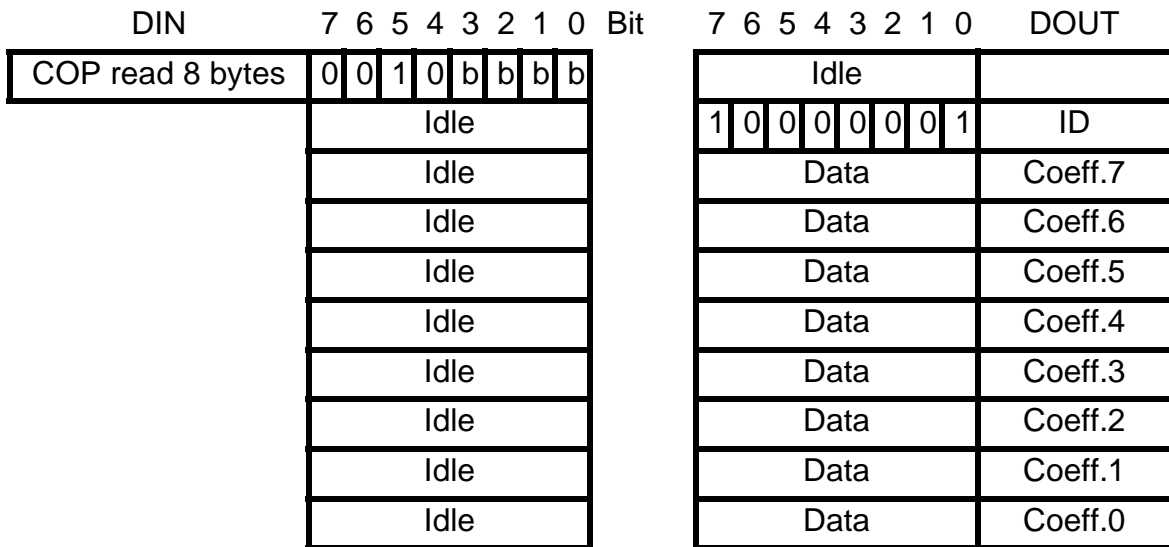 DIN 7 6 5 4 3 2 1 0 Bit 7 6 5 4 3 2 1 0 DOUT
COP read 8 bytes 0 0 1 0 b b b b Idle
Idle 1 0 0 0 0 0 0 1 ID
Idle Data Coeff.7
Idle Data Coeff.6
Idle Data Coeff.5
Idle Data Coeff.4
Idle Data Coeff.3
Idle Data Coeff.2
Idle Data Coeff.1
Idle Data Coeff.0